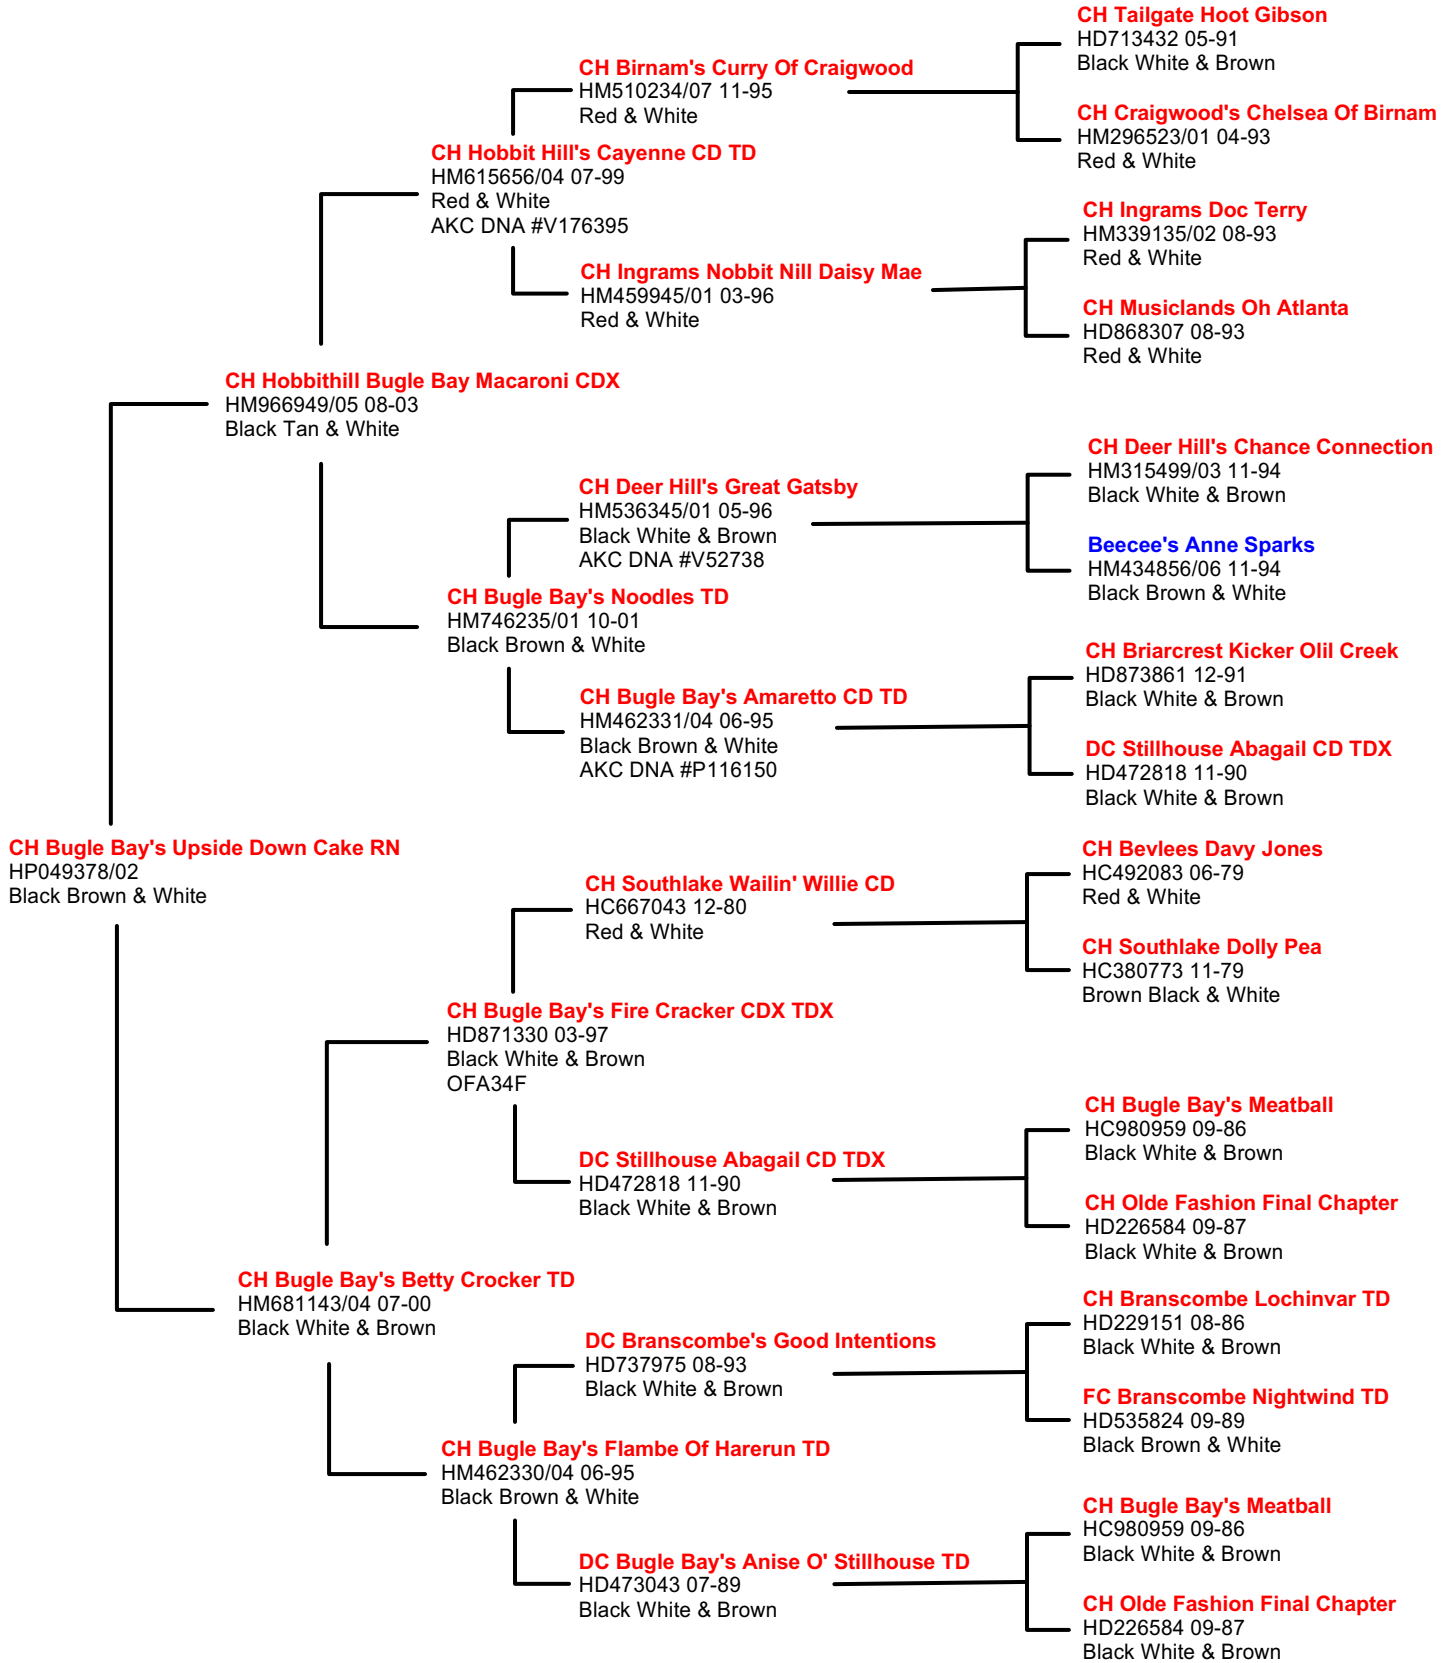 CH Tailgate Hoot Gibson
HD713432 05-91
Black White & Brown
CH Birnam's Curry Of Craigwood
HM510234/07 11-95
Red & White
CH Craigwood's Chelsea Of Birnam
HM296523/01 04-93
Red & White
CH Hobbit Hill's Cayenne CD TD
HM615656/04 07-99
Red & White
AKC DNA #V176395
CH Ingrams Doc Terry
HM339135/02 08-93
Red & White
CH Ingrams Nobbit Nill Daisy Mae
HM459945/01 03-96
Red & White
CH Musiclands Oh Atlanta
HD868307 08-93
Red & White
CH Hobbithill Bugle Bay Macaroni CDX
HM966949/05 08-03
Black Tan & White
CH Deer Hill's Chance Connection
HM315499/03 11-94
Black White & Brown
CH Deer Hill's Great Gatsby
HM536345/01 05-96
Black White & Brown
AKC DNA #V52738
Beecee's Anne Sparks
HM434856/06 11-94
Black Brown & White
CH Bugle Bay's Noodles TD
HM746235/01 10-01
Black Brown & White
CH Briarcrest Kicker Olil Creek
HD873861 12-91
Black White & Brown
CH Bugle Bay's Amaretto CD TD
HM462331/04 06-95
Black Brown & White
AKC DNA #P116150
DC Stillhouse Abagail CD TDX
HD472818 11-90
Black White & Brown
CH Bugle Bay's Upside Down Cake RN
HP049378/02
Black Brown & White
CH Bevlees Davy Jones
HC492083 06-79
Red & White
CH Southlake Wailin' Willie CD
HC667043 12-80
Red & White
CH Southlake Dolly Pea
HC380773 11-79
Brown Black & White
CH Bugle Bay's Fire Cracker CDX TDX
HD871330 03-97
Black White & Brown
OFA34F
CH Bugle Bay's Meatball
HC980959 09-86
Black White & Brown
DC Stillhouse Abagail CD TDX
HD472818 11-90
Black White & Brown
CH Olde Fashion Final Chapter
HD226584 09-87
Black White & Brown
CH Bugle Bay's Betty Crocker TD
HM681143/04 07-00
Black White & Brown
CH Branscombe Lochinvar TD
HD229151 08-86
Black White & Brown
DC Branscombe's Good Intentions
HD737975 08-93
Black White & Brown
FC Branscombe Nightwind TD
HD535824 09-89
Black Brown & White
CH Bugle Bay's Flambe Of Harerun TD
HM462330/04 06-95
Black Brown & White
CH Bugle Bay's Meatball
HC980959 09-86
Black White & Brown
DC Bugle Bay's Anise O' Stillhouse TD
HD473043 07-89
Black White & Brown
CH Olde Fashion Final Chapter
HD226584 09-87
Black White & Brown